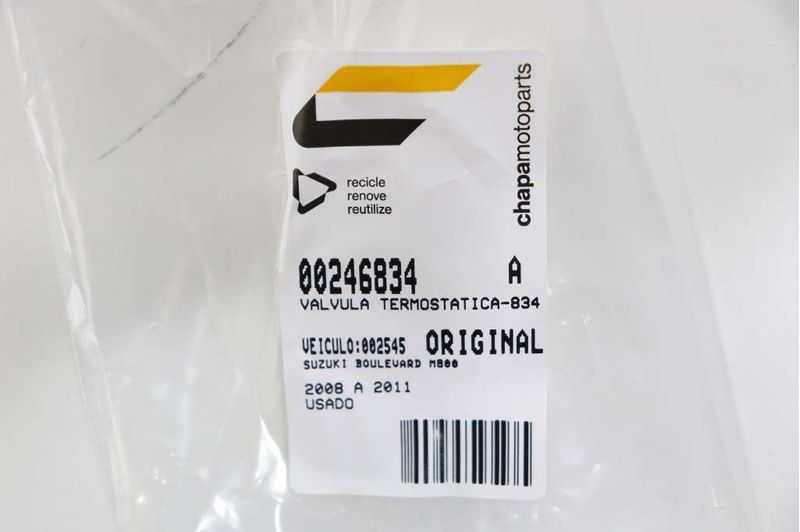 chapamotoparts
recicle
renove
reutilize
00246834 A
VALVULA TERMOSTATICA-834
VEICULO:002545 ORIGINAL
SUZUKI BOULEVARD M800
2008 A 2011
USADO